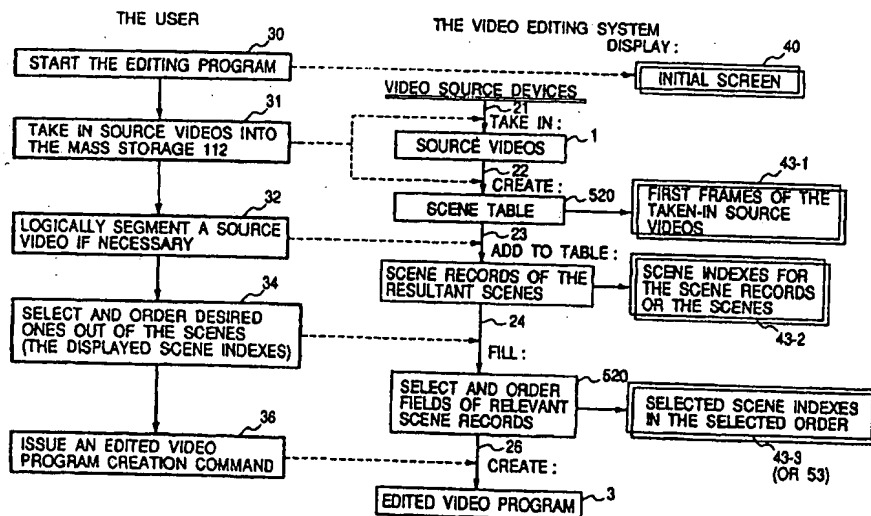 THE USER
THE VIDEO EDITING SYSTEM
DISPLAY:
30
START THE EDITING PROGRAM
40
INITIAL SCREEN
VIDEO SOURCE DEVICES
31
TAKE IN SOURCE VIDEOS INTO
THE MASS STORAGE 112
21
TAKE IN:
1
SOURCE VIDEOS
22
CREATE:
520
SCENE TABLE
43-1
FIRST FRAMES OF THE
TAKEN-IN SOURCE
VIDEOS
32
LOGICALLY SEGMENT A SOURCE
VIDEO IF NECESSARY
23
ADD TO TABLE:
SCENE RECORDS OF THE
RESULTANT SCENES
SCENE INDEXES FOR
THE SCENE RECORDS
OR THE SCENES
43-2
34
SELECT AND ORDER DESIRED
ONES OUT OF THE SCENES
(THE DISPLAYED SCENE INDEXES)
24
FILL:
520
SELECT AND ORDER
FIELDS OF RELEVANT
SCENE RECORDS
SELECTED SCENE INDEXES
IN THE SELECTED ORDER
43-3
(OR 53)
36
ISSUE AN EDITED VIDEO
PROGRAM CREATION COMMAND
26
CREATE:
3
EDITED VIDEO PROGRAM